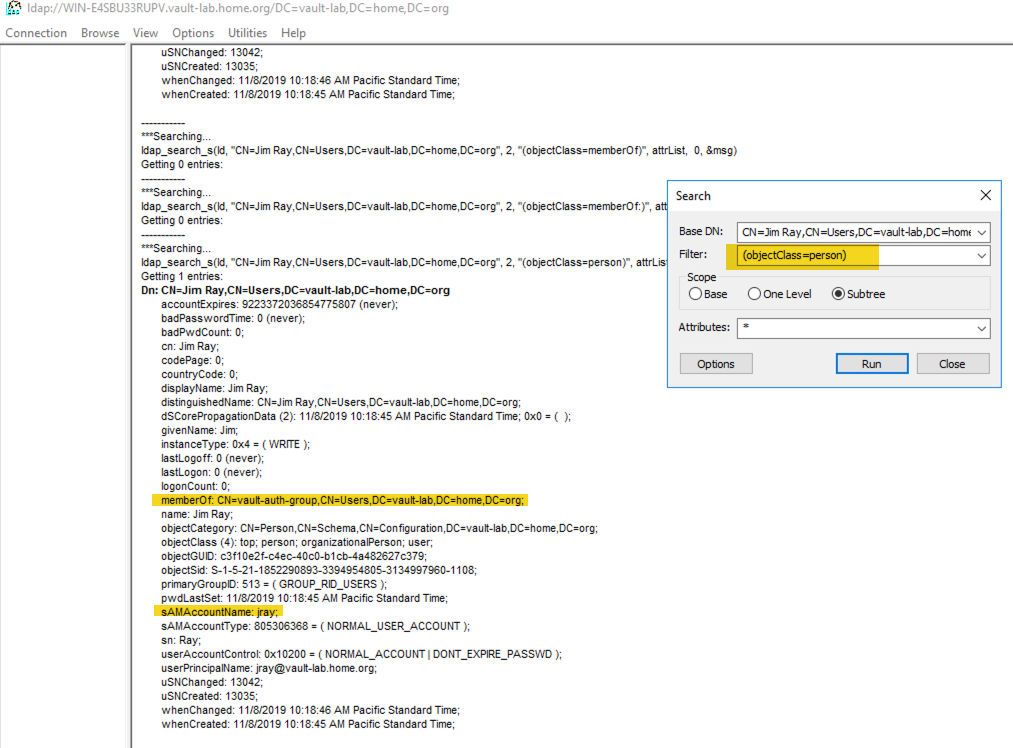 ldap://WIN-E4SBU33RUPV.vault-lab.home.org/DC=vault-lab,DC=home,DC=org
Connection Browse View Options Utilities Help
uSNChanged: 13042;
uSNCreated: 13035;
whenChanged: 11/8/2019 10:18:46 AM Pacific Standard Time;
whenCreated: 11/8/2019 10:18:45 AM Pacific Standard Time;
-----------
***Searching...
ldap_search_s(ld, "CN=Jim Ray,CN=Users,DC=vault-lab,DC=home,DC=org", 2, "(objectClass=memberOf)", attrList, 0, &msg)
Getting 0 entries:
-----------
***Searching...
ldap_search_s(ld, "CN=Jim Ray,CN=Users,DC=vault-lab,DC=home,DC=org", 2, "(objectClass=memberOf:)", att
Getting 0 entries:
-----------
***Searching...
ldap_search_s(ld, "CN=Jim Ray,CN=Users,DC=vault-lab,DC=home,DC=org", 2, "(objectClass=person)", attrLis
Getting 1 entries:
Dn: CN=Jim Ray,CN=Users,DC=vault-lab,DC=home,DC=org
accountExpires: 9223372036854775807 (never);
badPasswordTime: 0 (never);
badPwdCount: 0;
cn: Jim Ray;
codePage: 0;
countryCode: 0;
displayName: Jim Ray;
distinguishedName: CN=Jim Ray,CN=Users,DC=vault-lab,DC=home,DC=org;
dSCorePropagationData (2): 11/8/2019 10:18:45 AM Pacific Standard Time; 0x0 = ( );
givenName: Jim;
instanceType: 0x4 = ( WRITE );
lastLogoff: 0 (never);
lastLogon: 0 (never);
logonCount: 0;
memberOf: CN=vault-auth-group,CN=Users,DC=vault-lab,DC=home,DC=org;
name: Jim Ray;
objectCategory: CN=Person,CN=Schema,CN=Configuration,DC=vault-lab,DC=home,DC=org;
objectClass (4): top; person; organizationalPerson; user;
objectGUID: c3f10e2f-c4ec-40c0-b1cb-4a482627c379;
objectSid: S-1-5-21-1852290893-3394954805-3134997960-1108;
primaryGroupID: 513 = ( GROUP_RID_USERS );
pwdLastSet: 11/8/2019 10:18:45 AM Pacific Standard Time;
sAMAccountName: jray;
sAMAccountType: 805306368 = ( NORMAL_USER_ACCOUNT );
sn: Ray;
userAccountControl: 0x10200 = ( NORMAL_ACCOUNT | DONT_EXPIRE_PASSWD );
userPrincipalName: jray@vault-lab.home.org;
uSNChanged: 13042;
uSNCreated: 13035;
whenChanged: 11/8/2019 10:18:46 AM Pacific Standard Time;
whenCreated: 11/8/2019 10:18:45 AM Pacific Standard Time;
Search
Base DN: CN=Jim Ray,CN=Users,DC=vault-lab,DC=home
Filter: (objectClass=person)
Scope
Base One Level Subtree
Attributes: *
Options Run Close